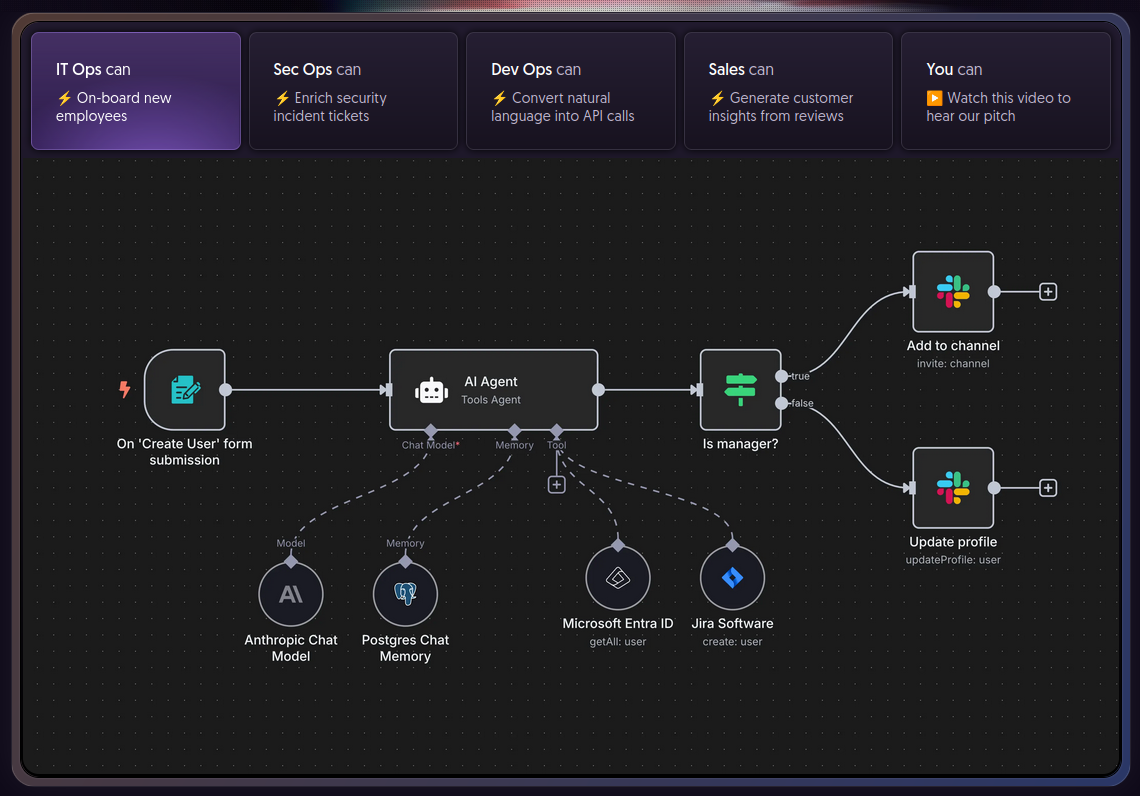 IT Ops can
⚡ On-board new
employees
Sec Ops can
⚡ Enrich security
incident tickets
Dev Ops can
⚡ Convert natural
language into API calls
Sales can
⚡ Generate customer
insights from reviews
You can
▶️ Watch this video to
hear our pitch
On 'Create User' form
submission
AI Agent
Tools Agent
Chat Model*
Memory
Tool
Is manager?
true
false
Add to channel
invite: channel
Update profile
updateProfile: user
Model
Anthropic Chat
Model
Memory
Postgres Chat
Memory
Microsoft Entra ID
getAll: user
Jira Software
create: user